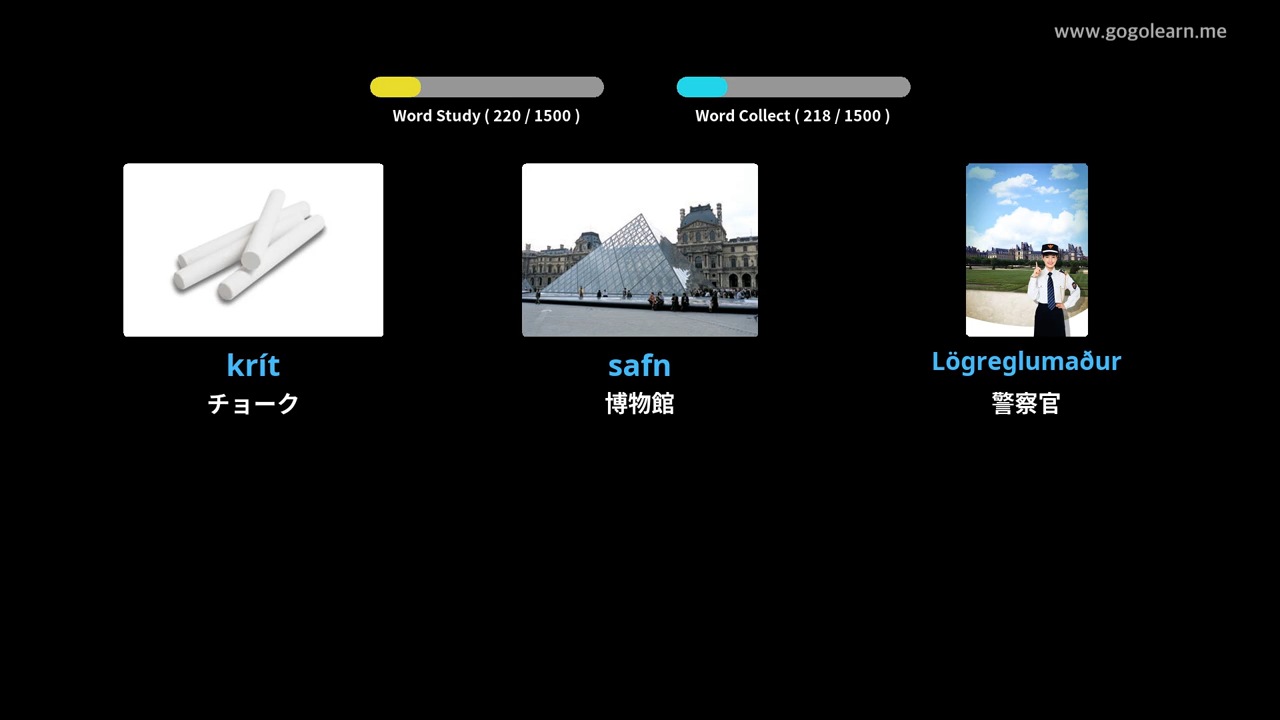 www.gogolearn.me
Word Study ( 220 / 1500 )
Word Collect ( 218 / 1500 )
krít
safn
Lögreglumaður
チョーク
博物館
警察官